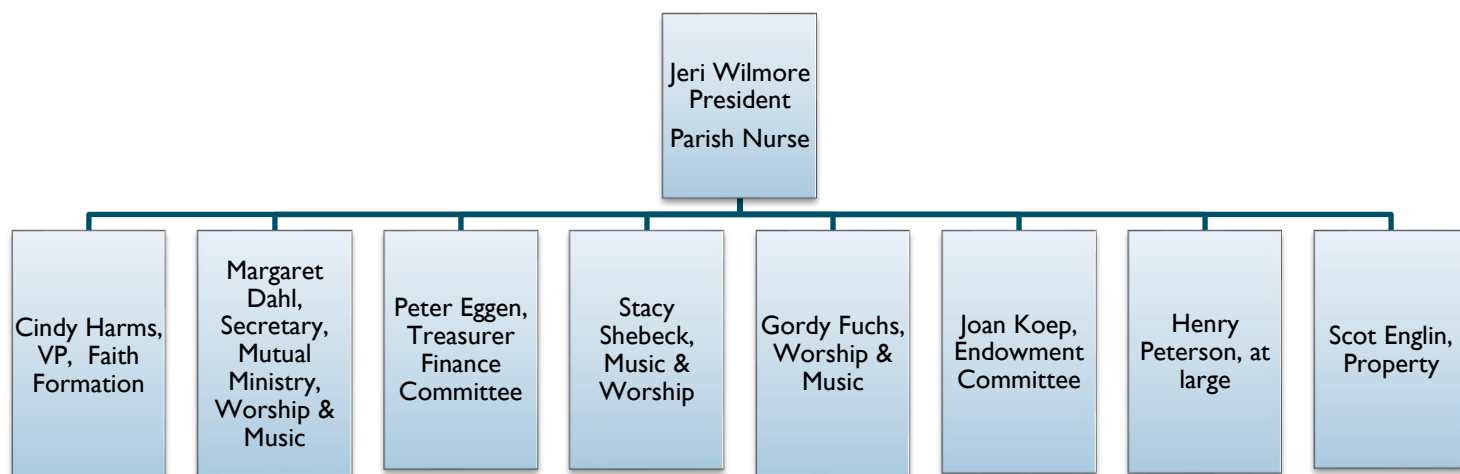 Jeri Wilmore
President
Parish Nurse
Cindy Harms,
VP,  Faith
Formation
Margaret
Dahl,
Secretary,
Mutual
Ministry,
Worship &
Music
Peter Eggen,
Treasurer
Finance
Committee
Stacy
Shebeck,
Music &
Worship
Gordy Fuchs,
Worship &
Music
Joan Koep,
Endowment
Committee
Henry
Peterson, at
large
Scot Englin,
Property